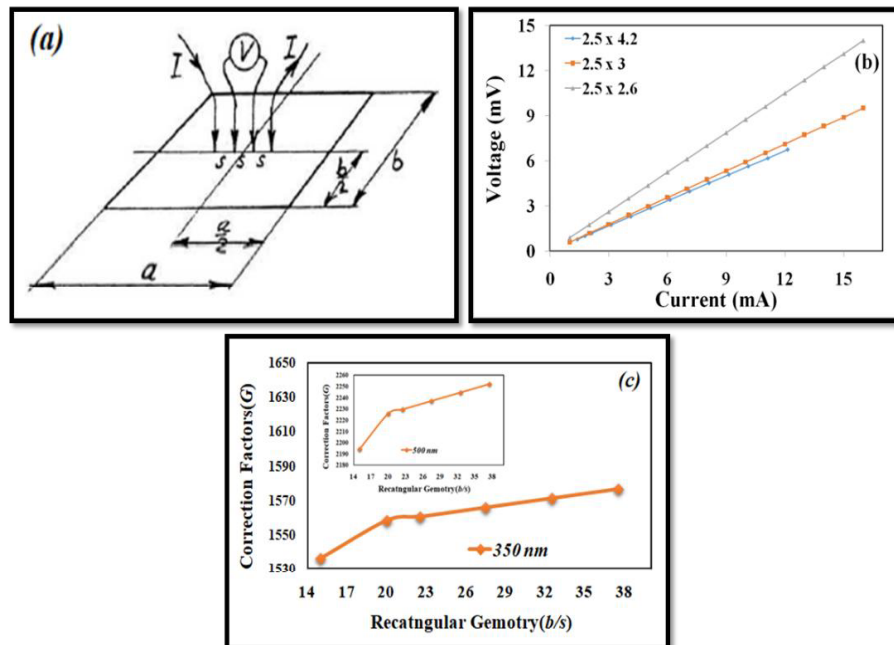 (a)
I
V
I
s s s
b/2
b
a/2
a
15
12
9
6
3
0
Voltage (mV)
2.5 x 4.2
2.5 x 3
2.5 x 2.6
(b)
0 3 6 9 12 15
Current (mA)
1650
1630
1610
1590
1570
1550
1530
Correction Factors(G)
(c)
2260
2250
2240
2230
2220
2210
2200
2190
2180
Correction Factors(G)
500 nm
14 17 20 23 26 29 32 35 38
Recatngular Gemotry(b/s)
350 nm
14 17 20 23 26 29 32 35 38
Recatngular Gemotry(b/s)